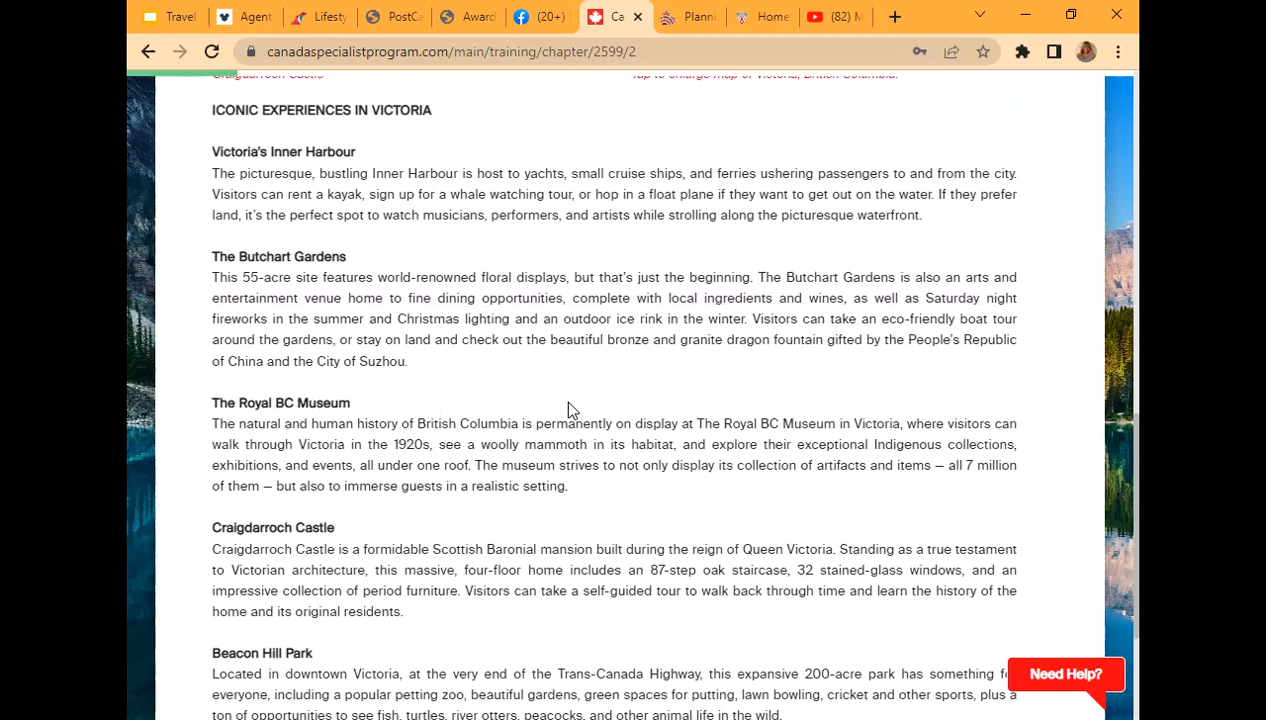 Travel
Agent
Lifesty
PostCa
Award
(20+)
Ca
Planni
Home
(82) M
canadaspecialistprogram.com/main/training/chapter/2599/2
Craigdarroch Castle
Tap to enlarge map of Victoria, British Columbia.
ICONIC EXPERIENCES IN VICTORIA
Victoria's Inner Harbour
The picturesque, bustling Inner Harbour is host to yachts, small cruise ships, and ferries ushering passengers to and from the city.
Visitors can rent a kayak, sign up for a whale watching tour, or hop in a float plane if they want to get out on the water. If they prefer
land, it's the perfect spot to watch musicians, performers, and artists while strolling along the picturesque waterfront.
The Butchart Gardens
This 55-acre site features world-renowned floral displays, but that's just the beginning. The Butchart Gardens is also an arts and
entertainment venue home to fine dining opportunities, complete with local ingredients and wines, as well as Saturday night
fireworks in the summer and Christmas lighting and an outdoor ice rink in the winter. Visitors can take an eco-friendly boat tour
around the gardens, or stay on land and check out the beautiful bronze and granite dragon fountain gifted by the People's Republic
of China and the City of Suzhou.
The Royal BC Museum
The natural and human history of British Columbia is permanently on display at The Royal BC Museum in Victoria, where visitors can
walk through Victoria in the 1920s, see a woolly mammoth in its habitat, and explore their exceptional Indigenous collections,
exhibitions, and events, all under one roof. The museum strives to not only display its collection of artifacts and items — all 7 million
of them — but also to immerse guests in a realistic setting.
Craigdarroch Castle
Craigdarroch Castle is a formidable Scottish Baronial mansion built during the reign of Queen Victoria. Standing as a true testament
to Victorian architecture, this massive, four-floor home includes an 87-step oak staircase, 32 stained-glass windows, and an
impressive collection of period furniture. Visitors can take a self-guided tour to walk back through time and learn the history of the
home and its original residents.
Beacon Hill Park
Located in downtown Victoria, at the very end of the Trans-Canada Highway, this expansive 200-acre park has something fo
everyone, including a popular petting zoo, beautiful gardens, green spaces for putting, lawn bowling, cricket and other sports, plus a
ton of opportunities to see fish, turtles, river otters, peacocks, and other animal life in the wild.
Need Help?